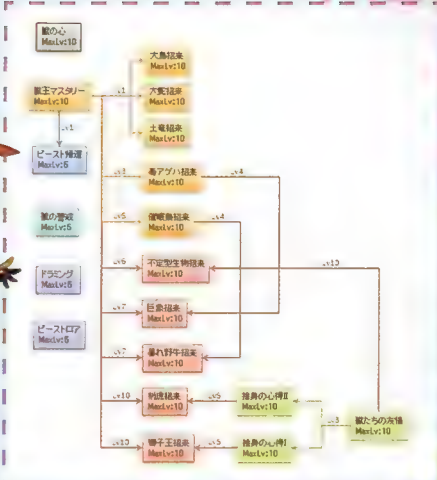 獣の心
MaxLv:10
獣王マスタリー
MaxLv:10
Lv1
ビースト帰還
MaxLv:5
獣の警戒
MaxLv:5
ドラミング
MaxLv:5
ビーストロア
MaxLv:5
Lv1
大鳥招来
MaxLv:10
大蛇招来
MaxLv:10
土竜招来
MaxLv:10
Lv3
毒アゲハ招来
MaxLv:10
Lv4
Lv5
催眠鳥招来
MaxLv:10
Lv4
Lv6
不定型生物招来
MaxLv:10
Lv10
Lv7
巨象招来
MaxLv:10
Lv7
暴れ野牛招来
MaxLv:10
Lv10
剣虎招来
MaxLv:10
Lv5
捨身の心得II
MaxLv:10
Lv3
獣たちの友情
MaxLv:10
Lv10
獅子王招来
MaxLv:10
Lv5
捨身の心得I
MaxLv:10